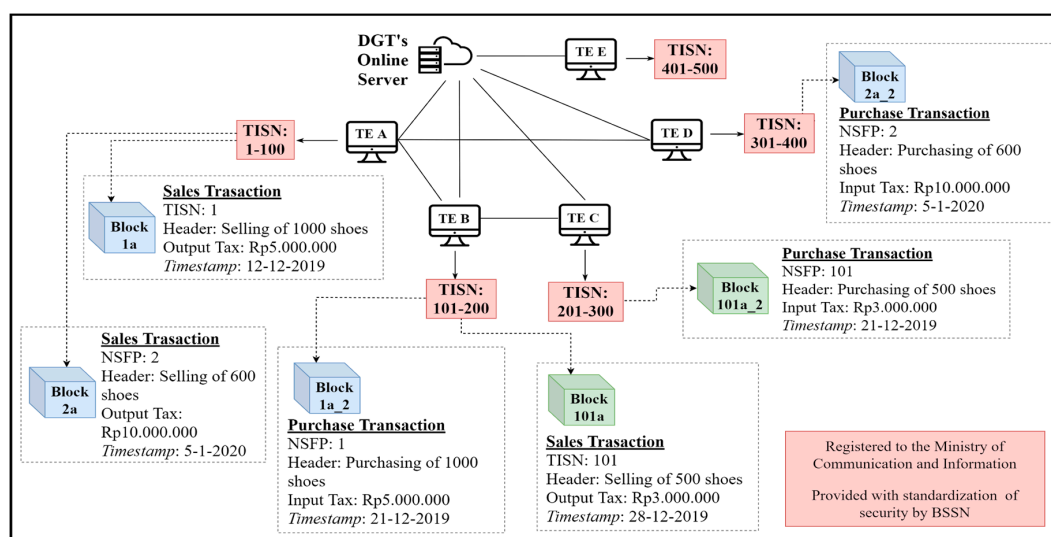 DGT's
Online
Server
TE E
TISN:
401-500
Block
2a_2
Purchase Transaction
NSFP: 2
Header: Purchasing of 600
shoes
Input Tax: Rp10.000.000
Timestamp: 5-1-2020
TISN:
1-100
TE A
TE D
TISN:
301-400
Block
1a
Sales Trasaction
TISN: 1
Header: Selling of 1000 shoes
Output Tax: Rp5.000.000
Timestamp: 12-12-2019
TE B
TE C
TISN:
101-200
TISN:
201-300
Block
101a_2
Purchase Transaction
NSFP: 101
Header: Purchasing of 500 shoes
Input Tax: Rp3.000.000
Timestamp: 21-12-2019
Block
2a
Sales Trasaction
NSFP: 2
Header: Selling of 600
shoes
Output Tax:
Rp10.000.000
Timestamp: 5-1-2020
Block
1a_2
Purchase Transaction
NSFP: 1
Header: Purchasing of 1000
shoes
Input Tax: Rp5.000.000
Timestamp: 21-12-2019
Block
101a
Sales Trasaction
TISN: 101
Header: Selling of 500 shoes
Output Tax: Rp3.000.000
Timestamp: 28-12-2019
Registered to the Ministry of
Communication and Information
Provided with standardization of
security by BSSN